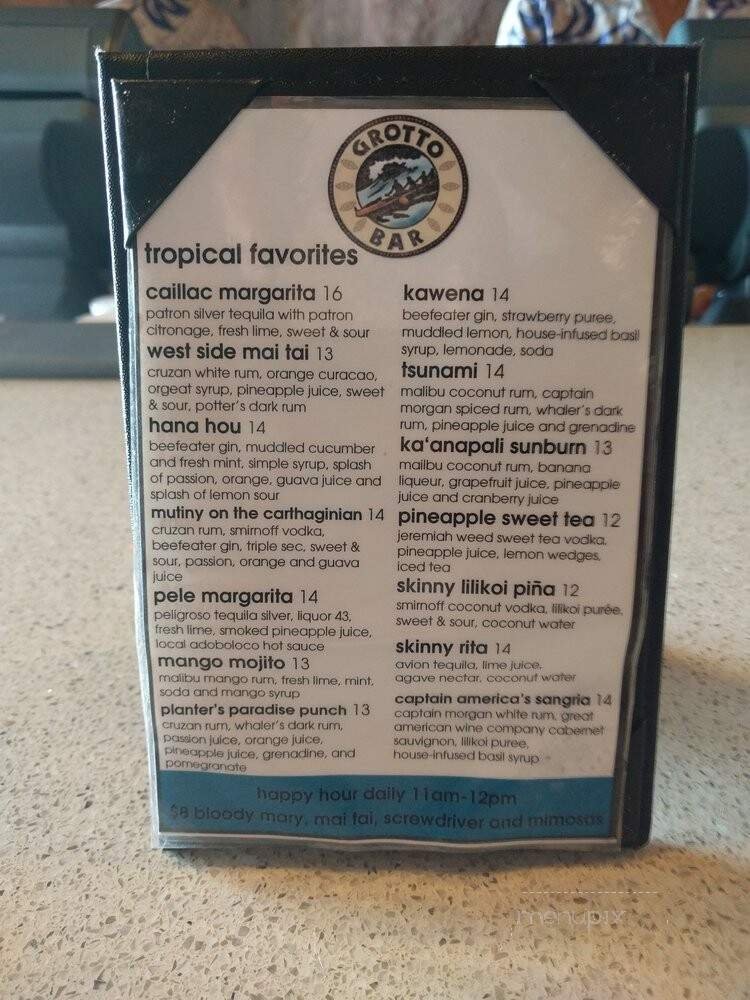 GROTTO
BAR
tropical favorites
caillac margarita 16
patron silver tequila with patron
citronage, fresh lime, sweet & sour
west side mai tai 13
cruzan white rum, orange curacao,
orgeat syrup, pineapple juice, sweet
& sour, potter's dark rum
hana hou 14
beefeater gin, muddled cucumber
and fresh mint, simple syrup, splash
of passion, orange, guava juice and
splash of lemon sour
mutiny on the carthaginian 14
cruzan rum, smirnoff vodka,
beefeater gin, triple sec, sweet &
sour, passion, orange and guava
juice
pele margarita 14
peligroso tequila silver, liquor 43,
fresh lime, smoked pineapple juice,
local adoboloco hot sauce
mango mojito 13
malibu mango rum, fresh lime, mint,
soda and mango syrup
planter's paradise punch 13
cruzan rum, whaler's dark rum,
passion juice, orange juice,
pineapple juice, grenadine, and
pomegranate
kawena 14
beefeater gin, strawberry puree,
muddled lemon, house-infused basil
syrup, lemonade, soda
tsunami 14
malibu coconut rum, captain
morgan spiced rum, whaler's dark
rum, pineapple juice and grenadine
ka‘anapali sunburn 13
mailbu coconut rum, banana
liqueur, grapefruit juice, pineapple
juice and cranberry juice
pineapple sweet tea 12
jeremiah weed sweet tea vodka,
pineapple juice, lemon wedges,
iced tea
skinny lilikoi piña 12
smirnoff coconut vodka, lilikoi purée,
sweet & sour, coconut water
skinny rita 14
avion tequila, lime juice,
agave nectar, coconut water
captain america's sangria 14
captain morgan white rum, great
american wine company cabernet
sauvignon, lilikoi puree,
house-infused basil syrup
happy hour daily 11am-12pm
$8 bloody mary, mai tai, screwdriver and mimosas
menupix